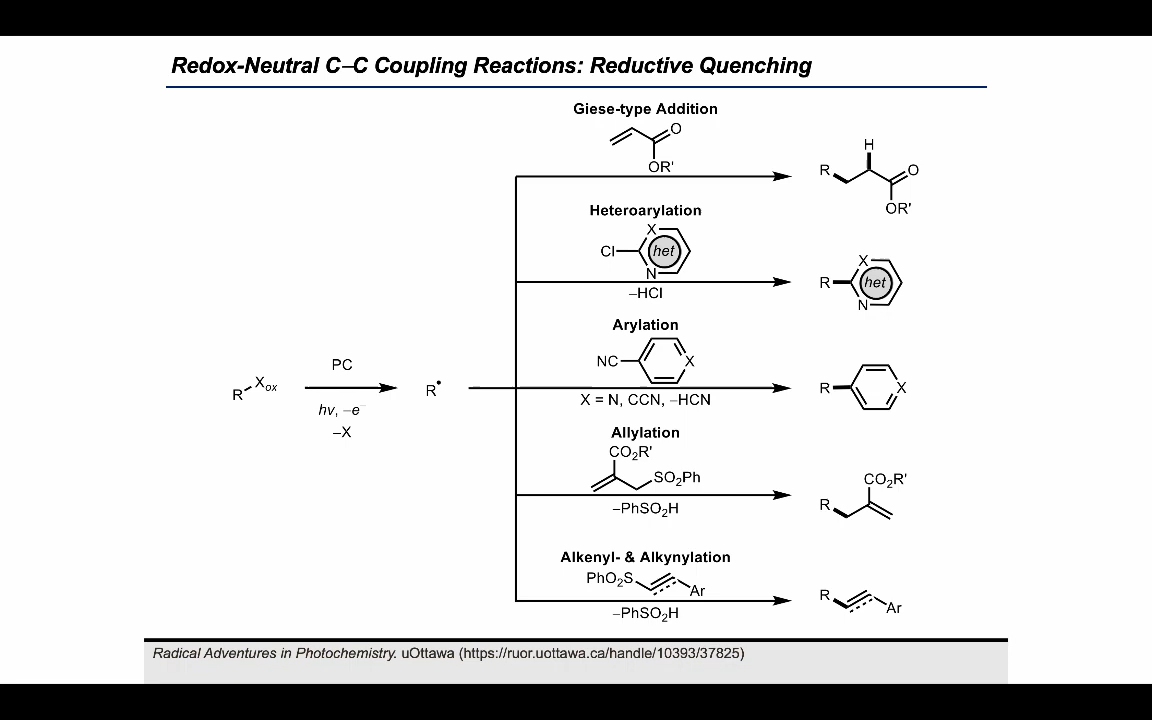 Redox-Neutral C–C Coupling Reactions: Reductive Quenching
Giese-type Addition
O
OR'
H
R
O
OR'
Heteroarylation
X
Cl
het
N
–HCl
X
R
het
N
Arylation
NC
X
X = N, CCN, –HCN
R
X
R
Xox
PC
hv, –e⁻
–X
R•
Allylation
CO₂R'
SO₂Ph
–PhSO₂H
CO₂R'
R
Alkenyl- & Alkynylation
PhO₂S
Ar
–PhSO₂H
R
Ar
Radical Adventures in Photochemistry. uOttawa (https://ruor.uottawa.ca/handle/10393/37825)